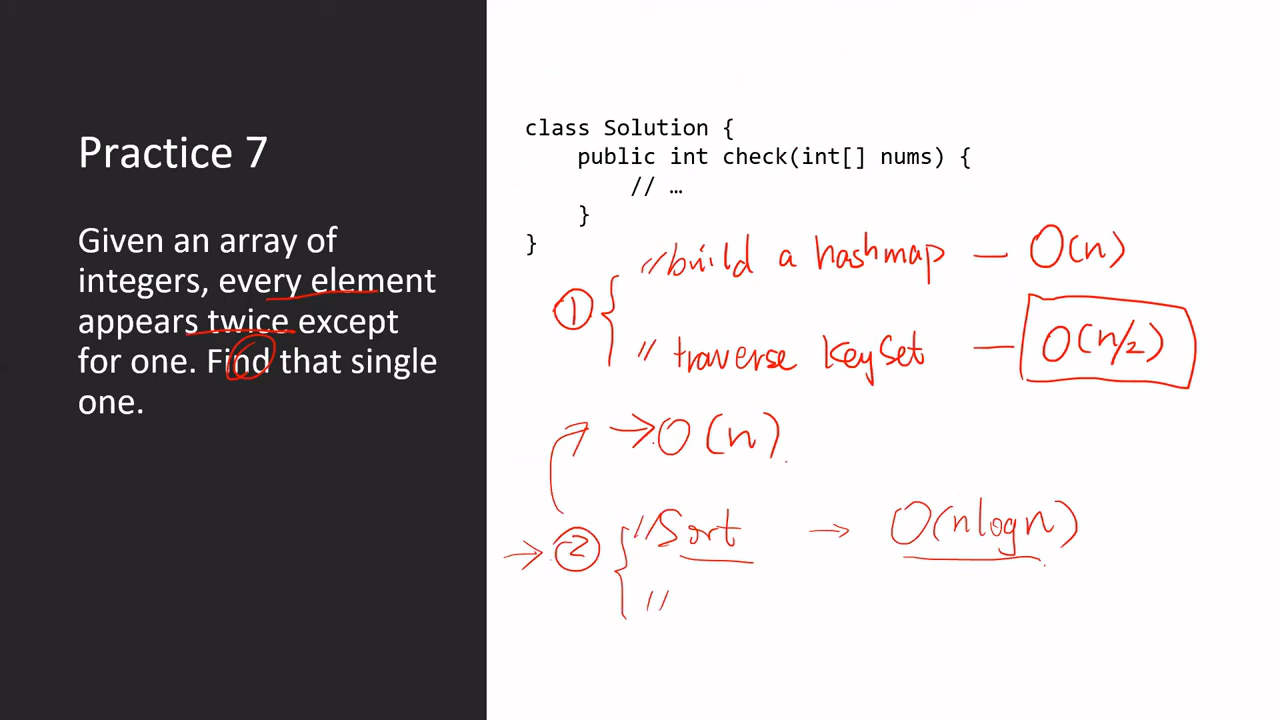 Practice 7
Given an array of
integers, every element
appears twice except
for one. Find that single
one.
class Solution {
public int check(int[] nums) {
// …
}
}
① // build a hashmap — O(n)
// traverse KeySet — O(n/2)
→ O(n)
→ ② // Sort → O(nlogn)
//